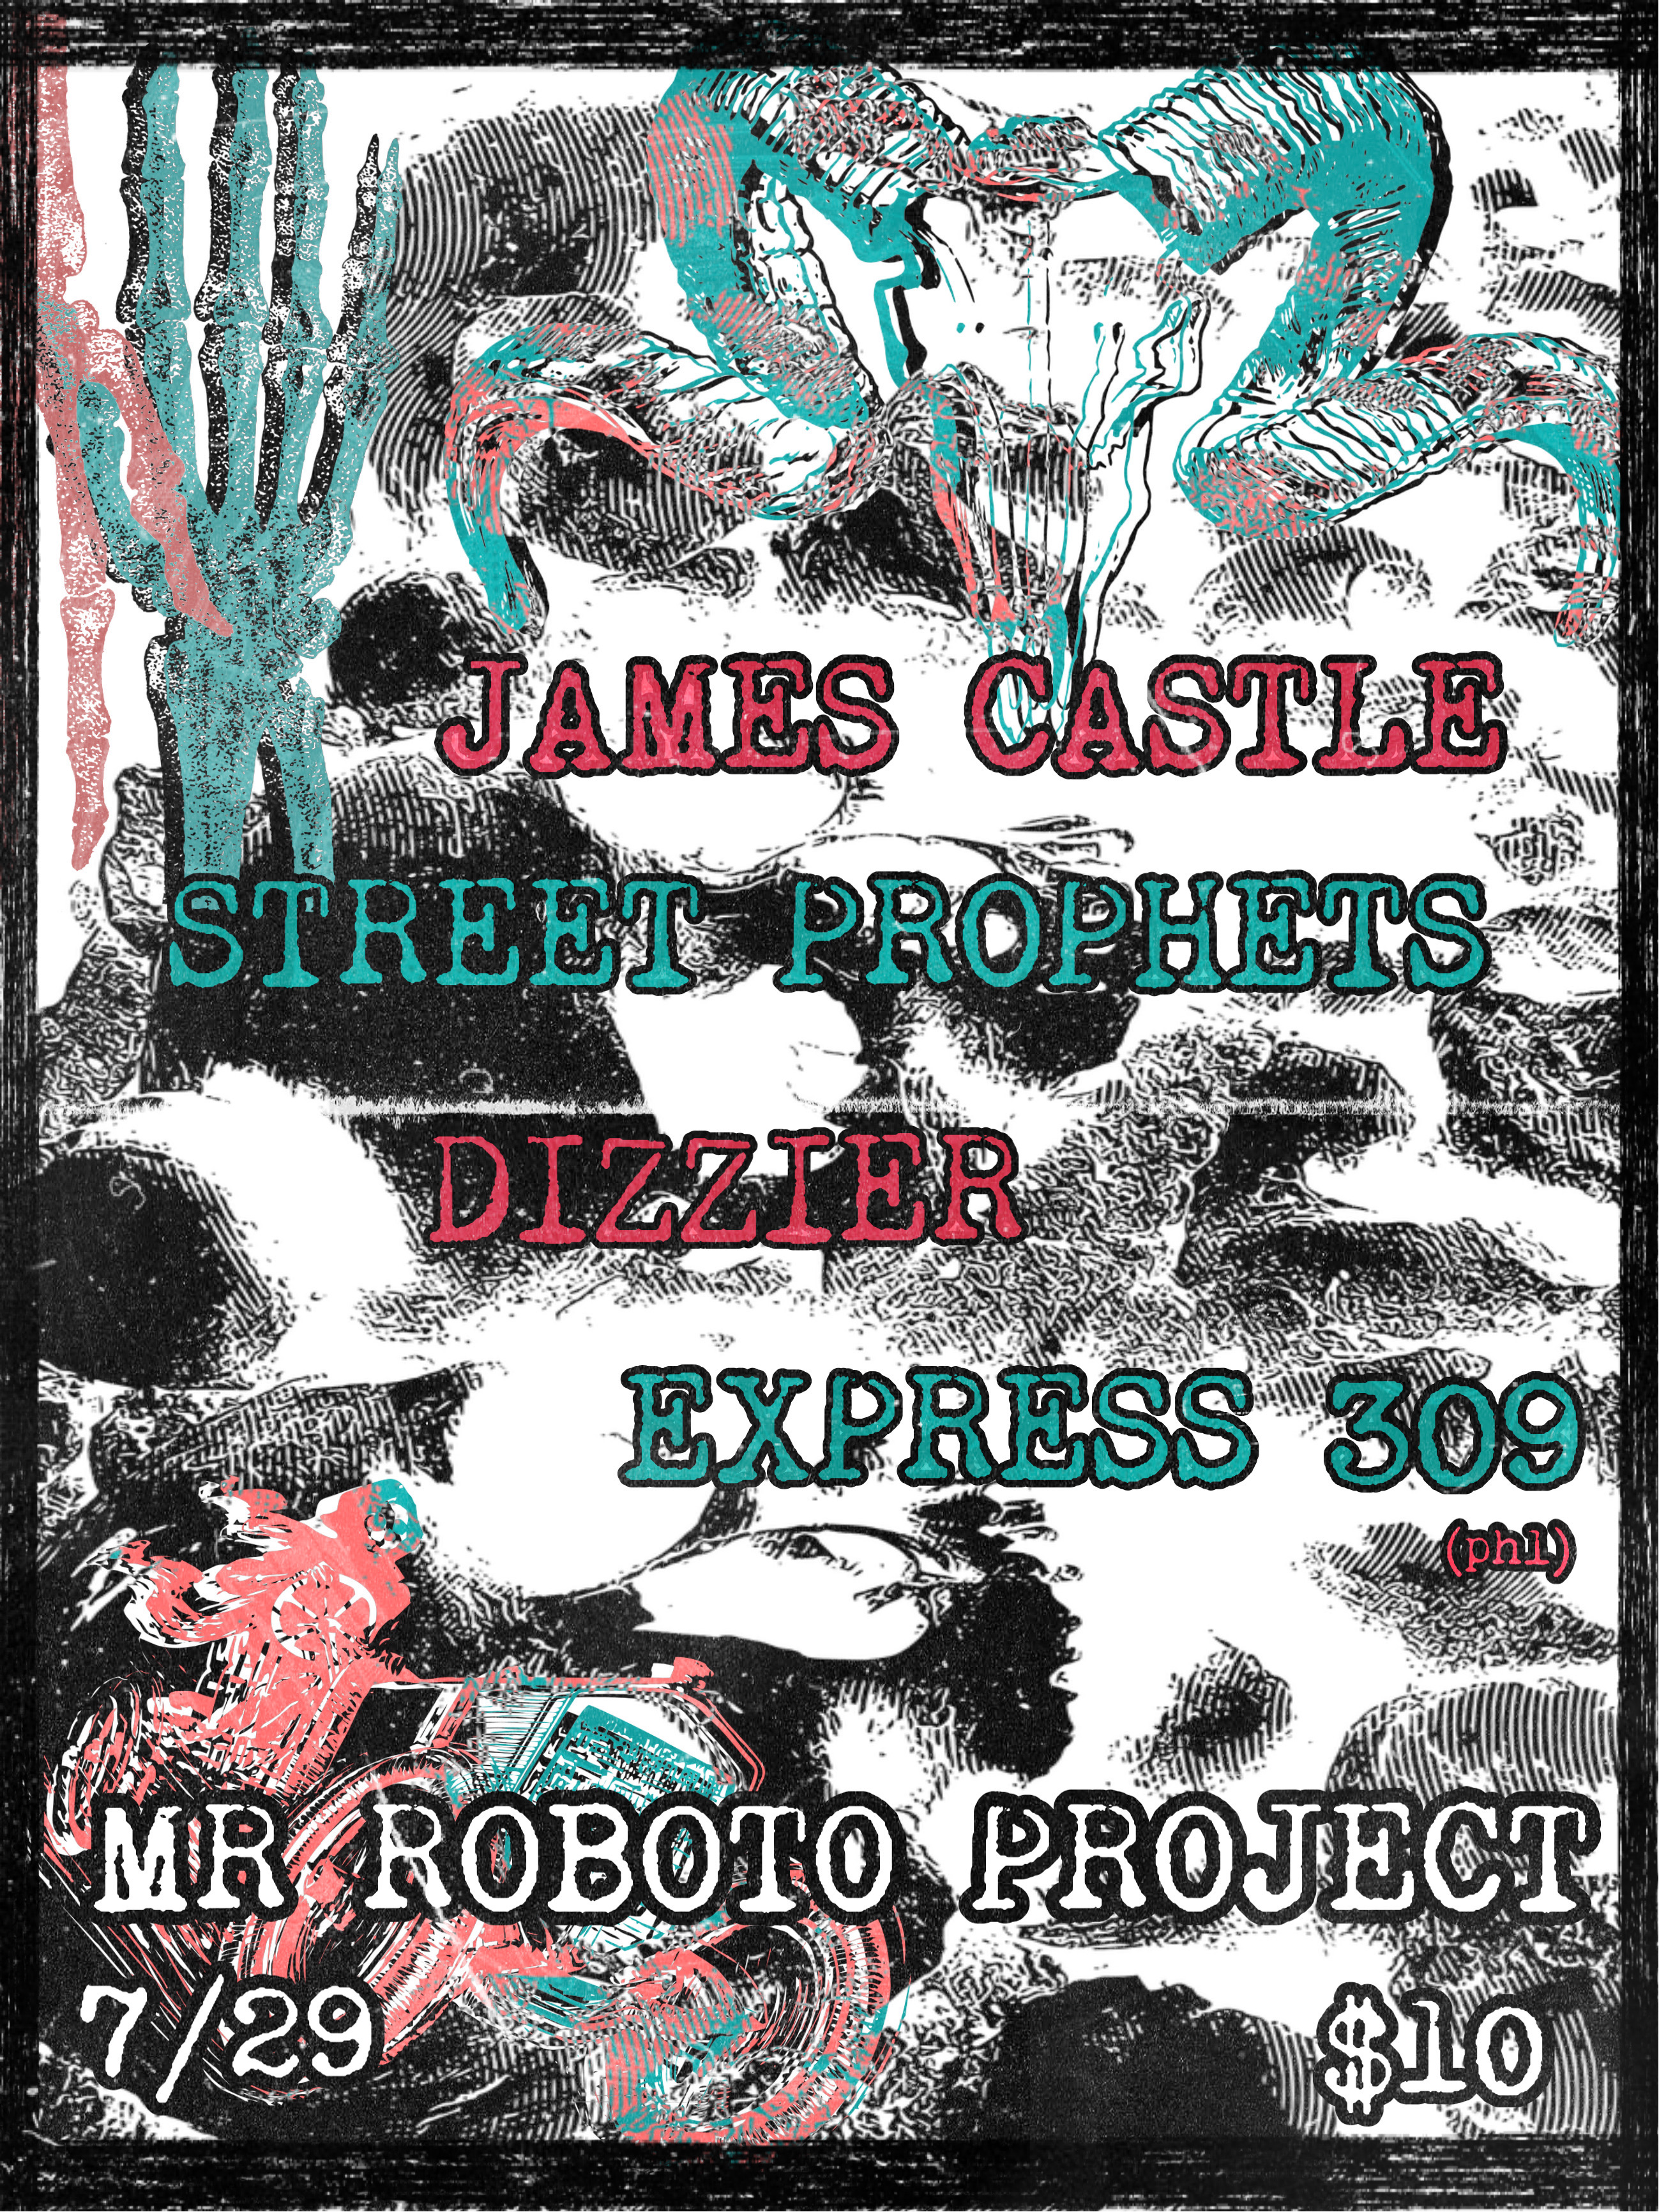 JAMES CASTLE
STREET PROPHETS
DIZZIER
EXPRESS 309
(phl)
MR ROBOTO PROJECT
7/29
$10